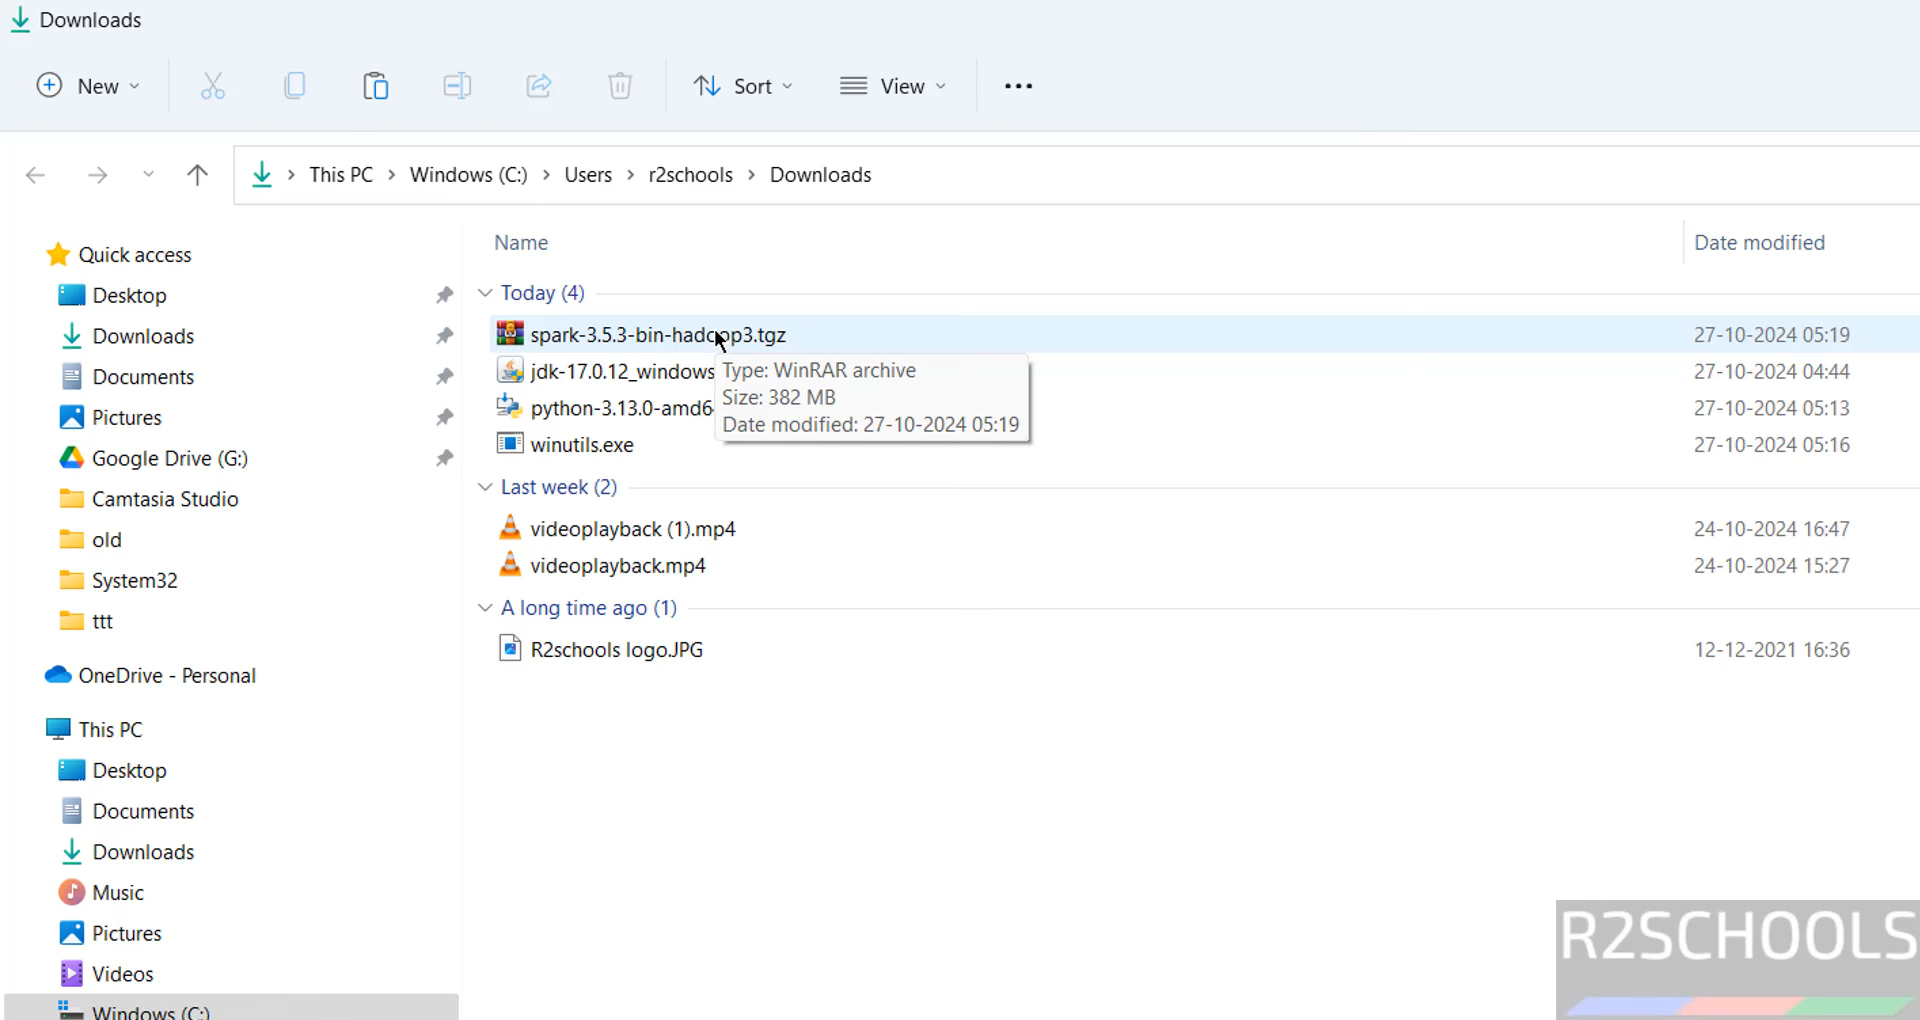 Downloads
New
Sort
View
This PC > Windows (C:) > Users > r2schools > Downloads
Name
Date modified
Quick access
Desktop
Downloads
Documents
Pictures
Google Drive (G:)
Camtasia Studio
old
System32
ttt
OneDrive - Personal
This PC
Desktop
Documents
Downloads
Music
Pictures
Videos
Windows (C:)
Today (4)
spark-3.5.3-bin-hadoop3.tgz 27-10-2024 05:19
jdk-17.0.12_windows 27-10-2024 04:44
python-3.13.0-amd6 27-10-2024 05:13
winutils.exe 27-10-2024 05:16
Type: WinRAR archive
Size: 382 MB
Date modified: 27-10-2024 05:19
Last week (2)
videoplayback (1).mp4 24-10-2024 16:47
videoplayback.mp4 24-10-2024 15:27
A long time ago (1)
R2schools logo.JPG 12-12-2021 16:36
R2SCHOOLS